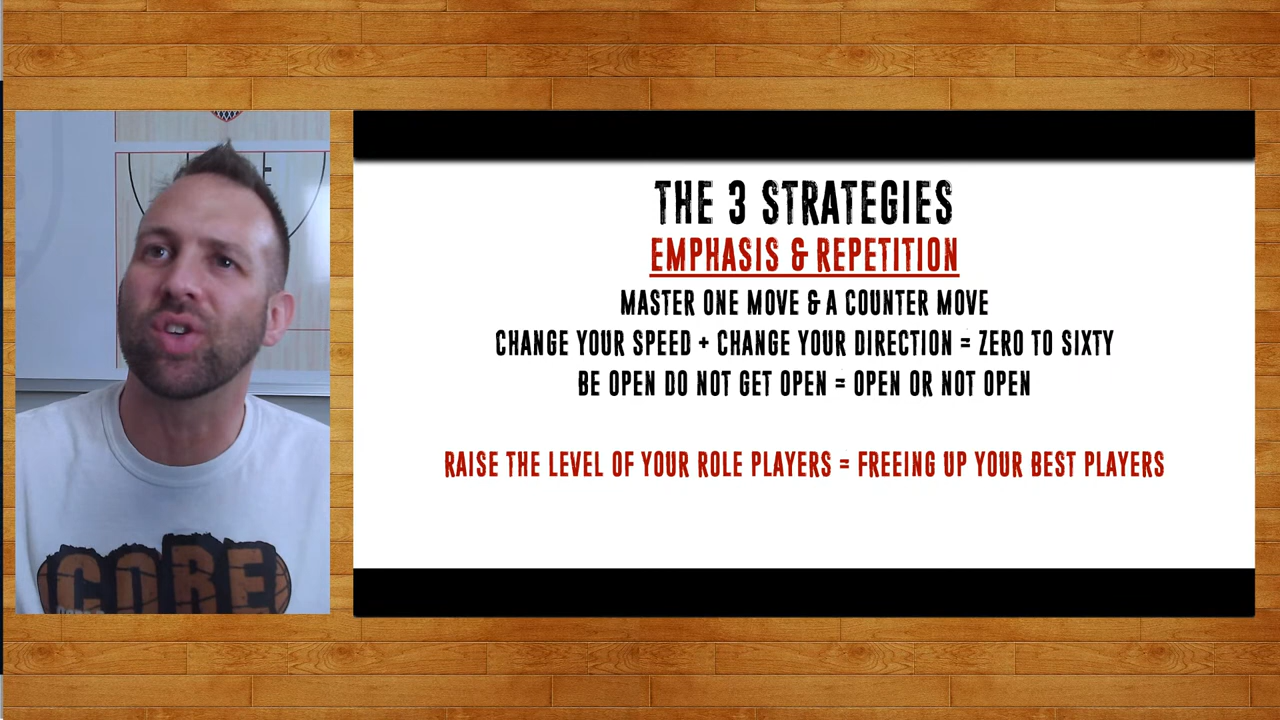 THE 3 STRATEGIES
EMPHASIS & REPETITION
MASTER ONE MOVE & A COUNTER MOVE
CHANGE YOUR SPEED + CHANGE YOUR DIRECTION = ZERO TO SIXTY
BE OPEN DO NOT GET OPEN = OPEN OR NOT OPEN
RAISE THE LEVEL OF YOUR ROLE PLAYERS = FREEING UP YOUR BEST PLAYERS
CORE